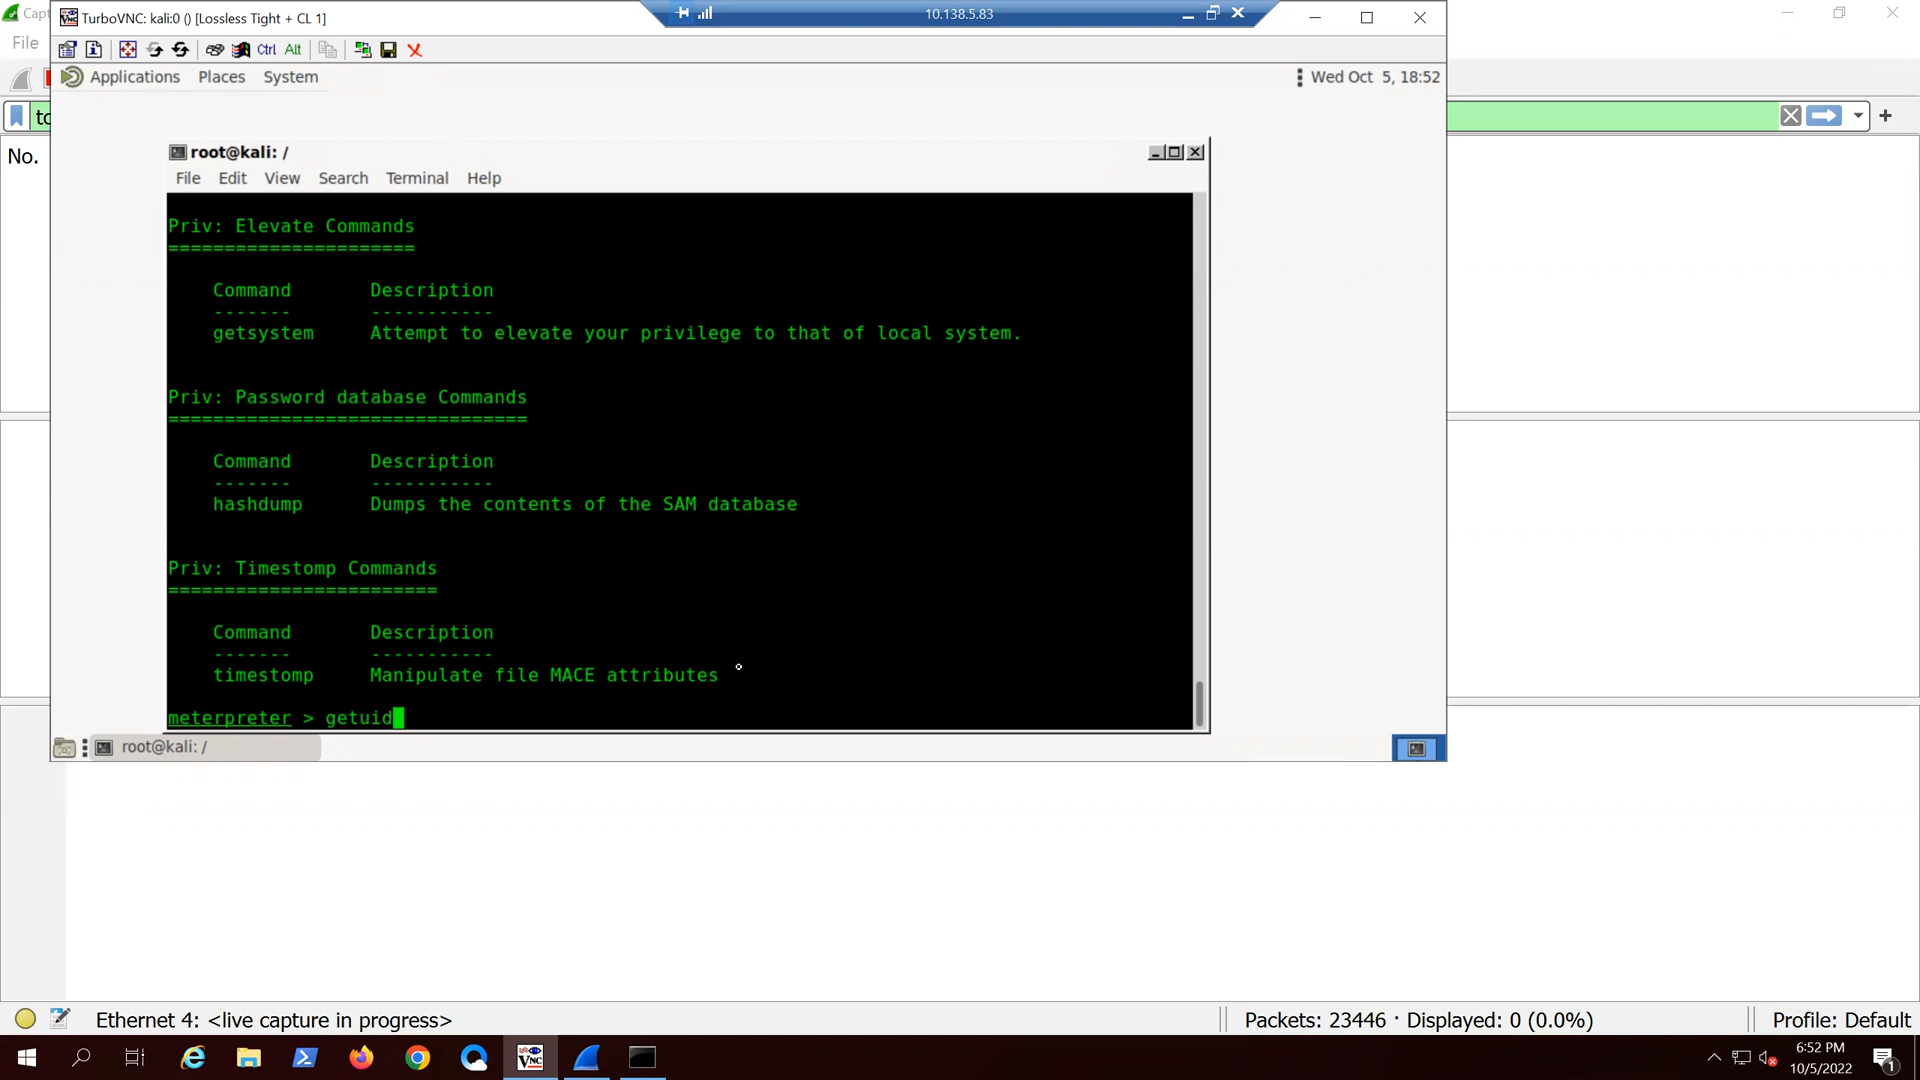 Capt
TurboVNC: kali:0 () [Lossless Tight + CL 1]
10.138.5.83
File
Ctrl Alt
Applications Places System
Wed Oct 5, 18:52
No.
root@kali: /
File Edit View Search Terminal Help
Priv: Elevate Commands
======================
Command Description
------- -----------
getsystem Attempt to elevate your privilege to that of local system.
Priv: Password database Commands
================================
Command Description
------- -----------
hashdump Dumps the contents of the SAM database
Priv: Timestomp Commands
========================
Command Description
------- -----------
timestomp Manipulate file MACE attributes
meterpreter > getuid
root@kali: /
Ethernet 4: <live capture in progress>
Packets: 23446 · Displayed: 0 (0.0%)
Profile: Default
VNC
6:52 PM
10/5/2022
1